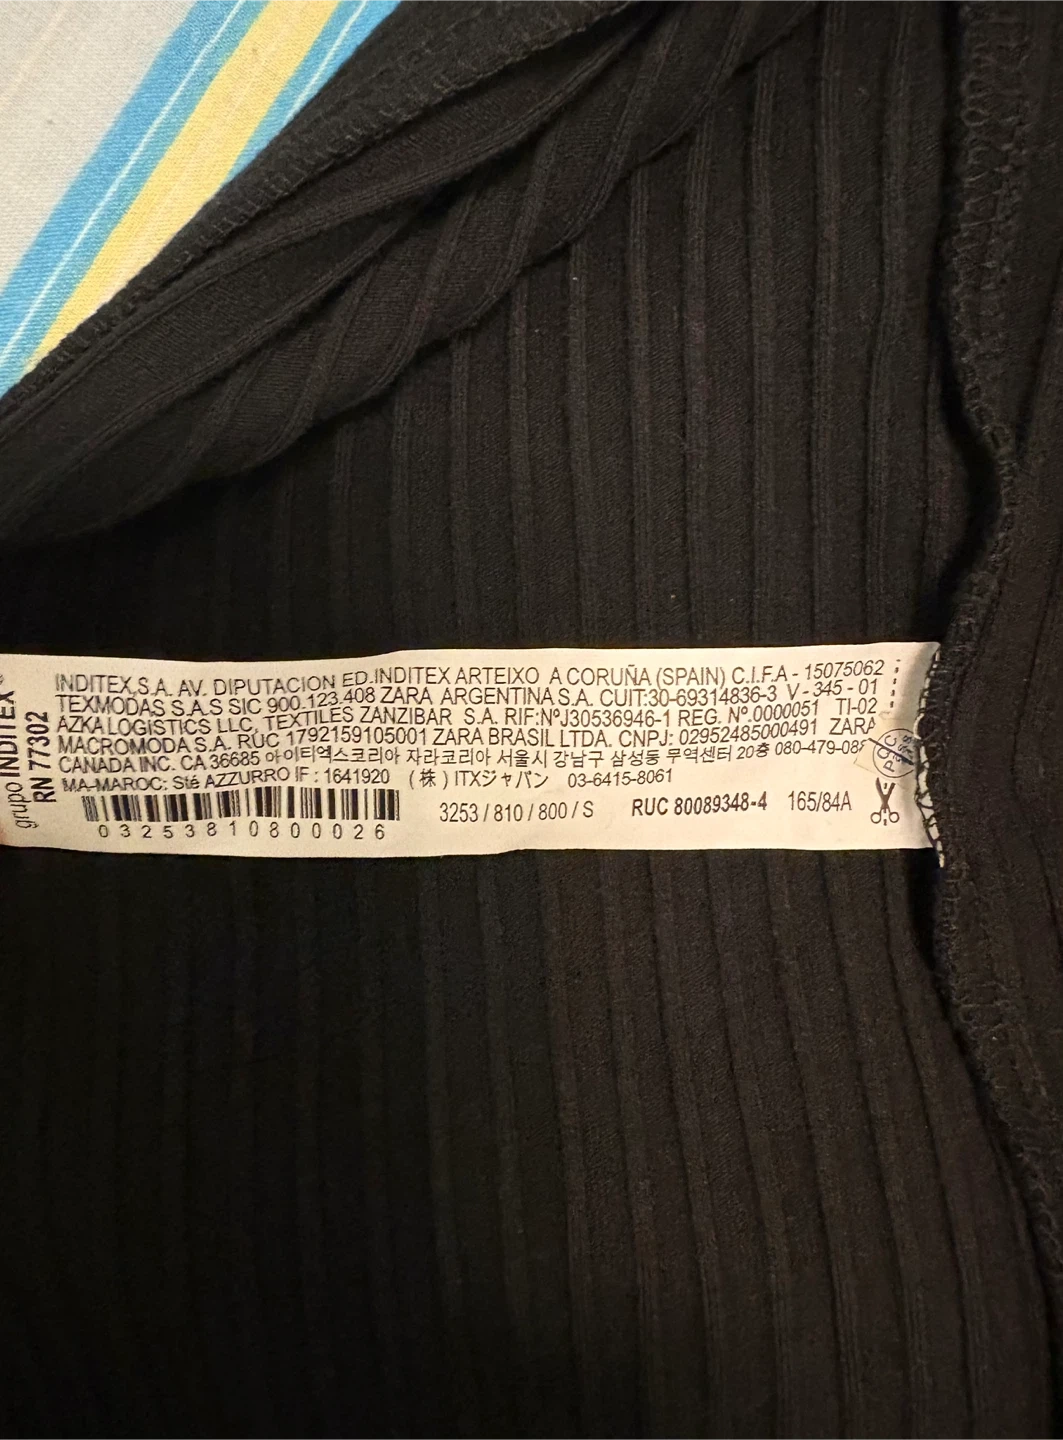 grupo INDITEX
RN 77302
INDITEX,S.A. AV. DIPUTACION ED.INDITEX ARTEIXO A CORUÑA (SPAIN) C.I.F.A - 15075062
TEXMODAS S.A.S SIC 900.123.408 ZARA ARGENTINA S.A. CUIT:30-69314836-3 V - 345 - 01
AZKA LOGISTICS LLC, TEXTILES ZANZIBAR S.A. RIF:NºJ30536946-1 REG. Nº.0000051 TI-02
MACROMODA S.A. RUC 1792159105001 ZARA BRASIL LTDA. CNPJ: 02952485000491 ZARA
CANADA INC. CA 36685 아이티엑스코리아 자라코리아 서울시 강남구 삼성동 무역센터 20층
MA-MAROC: Sté AZZURRO IF : 1641920 (株) ITXジャパン 03-6415-8061
3253 / 810 / 800 / S RUC 80089348-4 165/84A
03253810800026